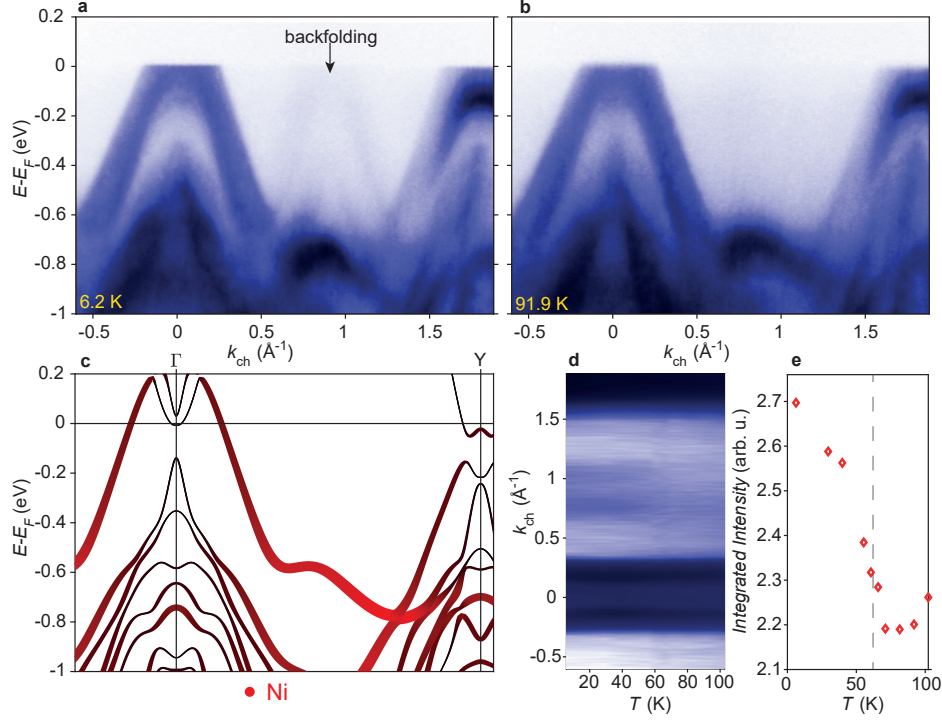 a
b
0.2
0
-0.2
-0.4
-0.6
-0.8
-1
E-E_F (eV)
backfolding
6.2 K
91.9 K
-0.5
0
0.5
1
1.5
-0.5
0
0.5
1
1.5
k_ch (Å⁻¹)
k_ch (Å⁻¹)
c
Γ
Y
0.2
0
-0.2
-0.4
-0.6
-0.8
-1
E-E_F (eV)
Ni
d
1.5
1
0.5
0
-0.5
k_ch (Å⁻¹)
20
40
60
80
100
T (K)
e
2.7
2.6
2.5
2.4
2.3
2.2
2.1
Integrated Intensity (arb. u.)
0
50
100
T (K)